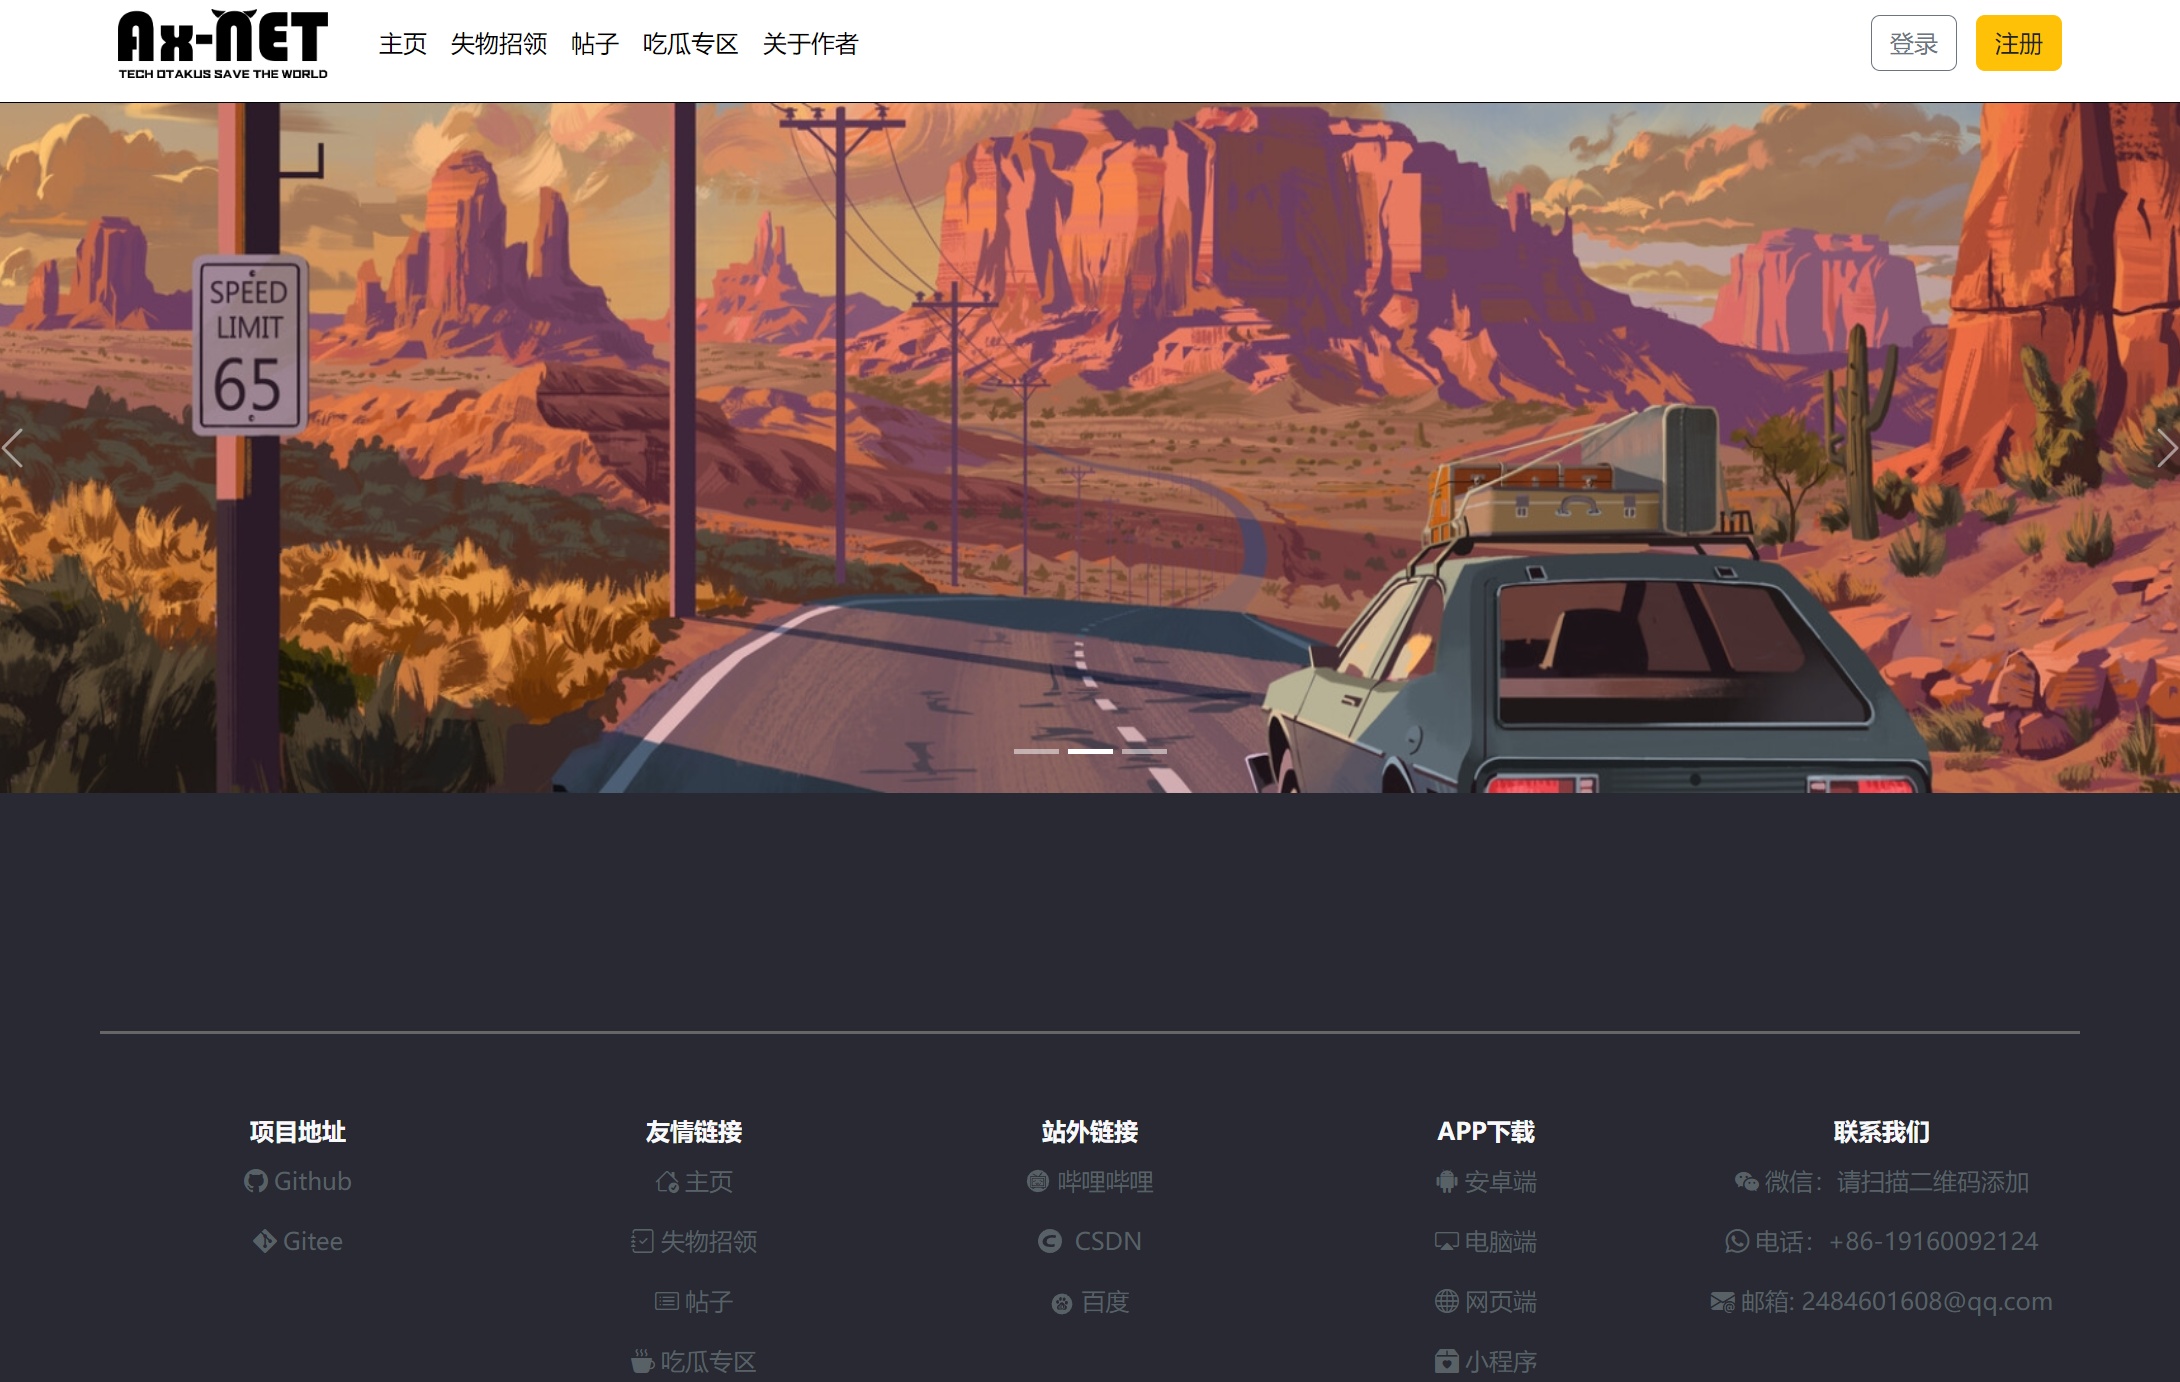 Ax-NET
TECH OTAKUS SAVE THE WORLD
主页 失物招领 帖子 吃瓜专区 关于作者
登录 注册
SPEED
LIMIT
65
项目地址
Github
Gitee
友情链接
主页
失物招领
帖子
吃瓜专区
站外链接
哔哩哔哩
CSDN
百度
APP下载
安卓端
电脑端
网页端
小程序
联系我们
微信：请扫描二维码添加
电话：+86-19160092124
邮箱: 2484601608@qq.com